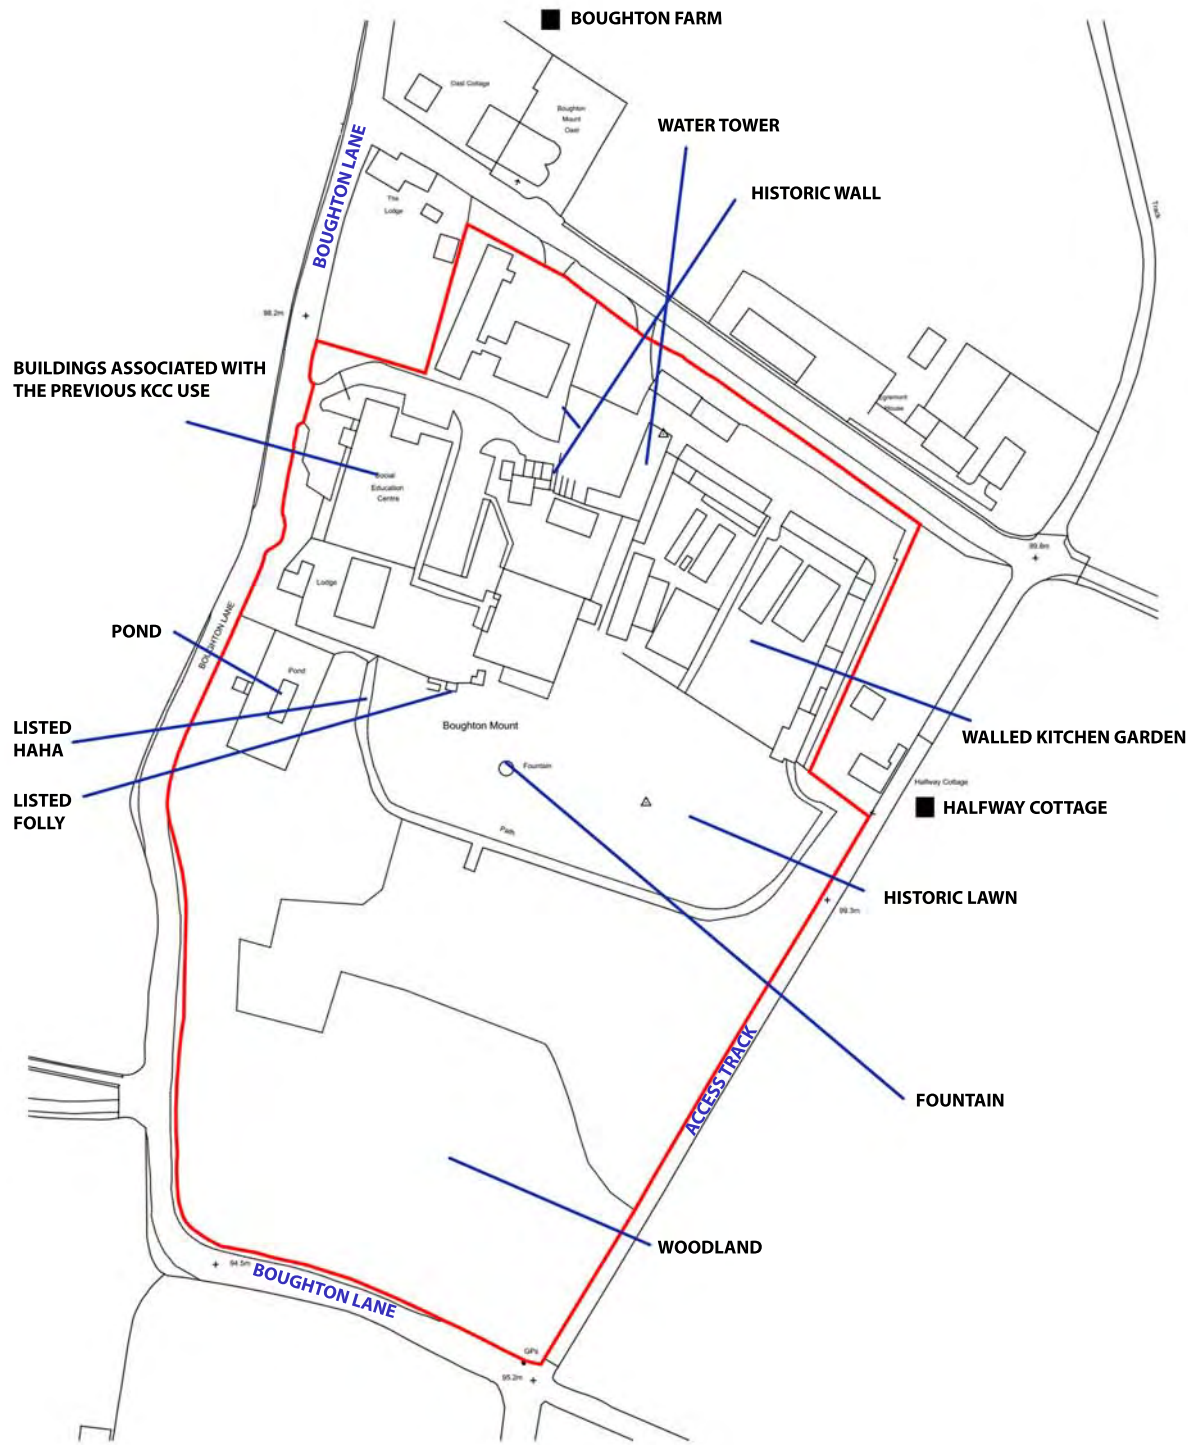 BOUGHTON FARM
Oast Cottage
Boughton
Mount
Oast
WATER TOWER
BOUGHTON LANE
HISTORIC WALL
The
Lodge
Track
98.2m
BUILDINGS ASSOCIATED WITH
THE PREVIOUS KCC USE
Egremont
House
Social
Education
Centre
99.8m
Lodge
BOUGHTON LANE
POND
Pond
LISTED
HAHA
Boughton Mount
WALLED KITCHEN GARDEN
Fountain
Halfway Cottage
LISTED
FOLLY
HALFWAY COTTAGE
Path
HISTORIC LAWN
99.3m
ACCESS TRACK
FOUNTAIN
WOODLAND
94.5m
BOUGHTON LANE
GPs
95.2m